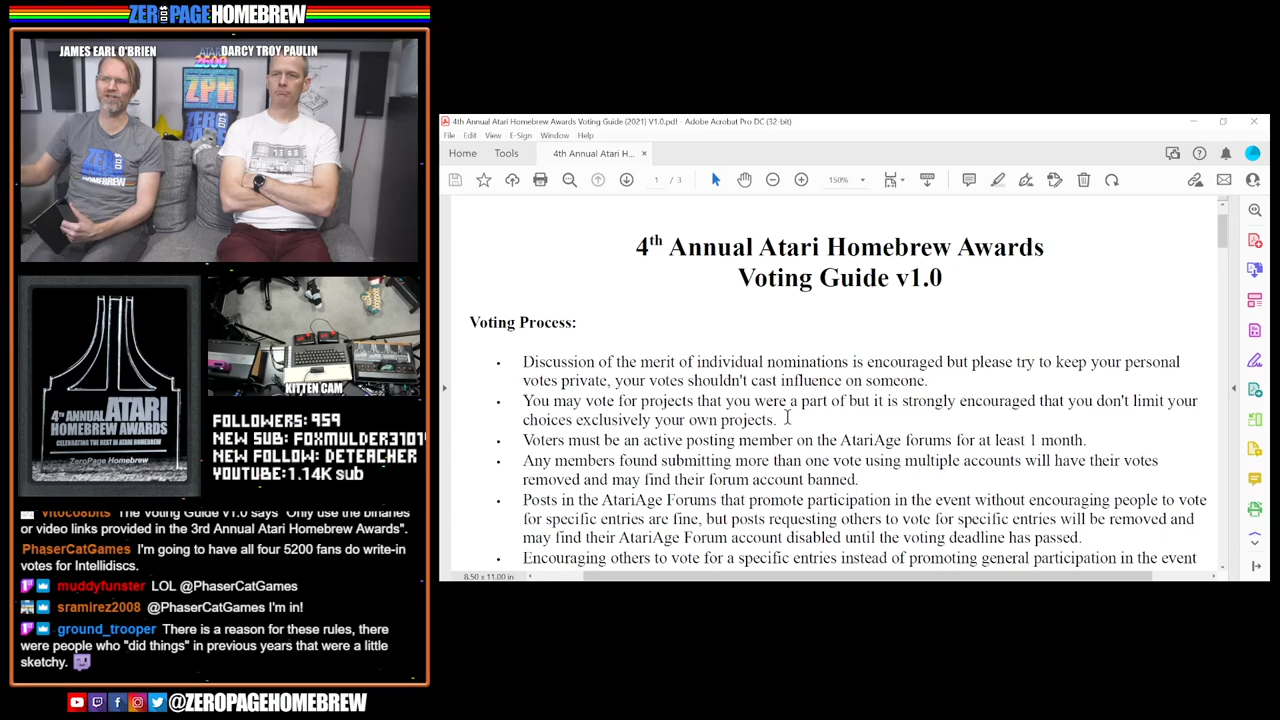 ZEROPAGEHOMEBREW
JAMES EARL O'BRIEN
DARCY TROY PAULIN
ATARI
2600
ZPH
ZERO
PAGE
HOMEBREW
4TH ANNUAL ATARI
HOMEBREW AWARDS
CELEBRATING THE BEST IN ATARI HOMEBREW
ZeroPage Homebrew
KITTEN CAM
FOLLOWERS: 959
NEW SUB: FOXMULDER3101
NEW FOLLOW: DETEACHER
YOUTUBE: 1.14K sub
Vitoco8bits The Voting Guide V1.0 says "Only use the binaries
or video links provided in the 3rd Annual Atari Homebrew Awards".
PhaserCatGames I'm going to have all four 5200 fans do write-in
votes for Intellidiscs.
muddyfunster LOL @PhaserCatGames
sramirez2008 @PhaserCatGames I'm in!
ground_trooper There is a reason for these rules, there
were people who "did things" in previous years that were a little
sketchy.
@ZEROPAGEHOMEBREW
4th Annual Atari Homebrew Awards Voting Guide (2021) V1.0.pdf - Adobe Acrobat Pro DC (32-bit)
File Edit View E-Sign Window Help
Home Tools 4th Annual Atari H... ×
1 / 3 150%
4th Annual Atari Homebrew Awards
Voting Guide v1.0
Voting Process:
• Discussion of the merit of individual nominations is encouraged but please try to keep your personal
votes private, your votes shouldn't cast influence on someone.
• You may vote for projects that you were a part of but it is strongly encouraged that you don't limit your
choices exclusively your own projects.
• Voters must be an active posting member on the AtariAge forums for at least 1 month.
• Any members found submitting more than one vote using multiple accounts will have their votes
removed and may find their forum account banned.
• Posts in the AtariAge Forums that promote participation in the event without encouraging people to vote
for specific entries are fine, but posts requesting others to vote for specific entries will be removed and
may find their AtariAge Forum account disabled until the voting deadline has passed.
• Encouraging others to vote for a specific entries instead of promoting general participation in the event
8.50 x 11.00 in